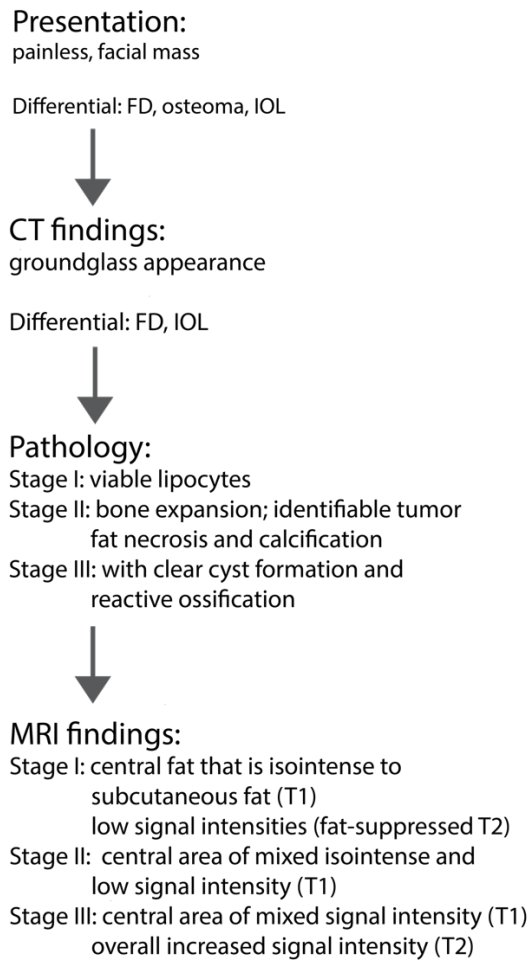 Presentation:
painless, facial mass
Differential: FD, osteoma, IOL
CT findings:
groundglass appearance
Differential: FD, IOL
Pathology:
Stage I: viable lipocytes
Stage II: bone expansion; identifiable tumor
fat necrosis and calcification
Stage III: with clear cyst formation and
reactive ossification
MRI findings:
Stage I: central fat that is isointense to
subcutaneous fat (T1)
low signal intensities (fat-suppressed T2)
Stage II: central area of mixed isointense and
low signal intensity (T1)
Stage III: central area of mixed signal intensity (T1)
overall increased signal intensity (T2)